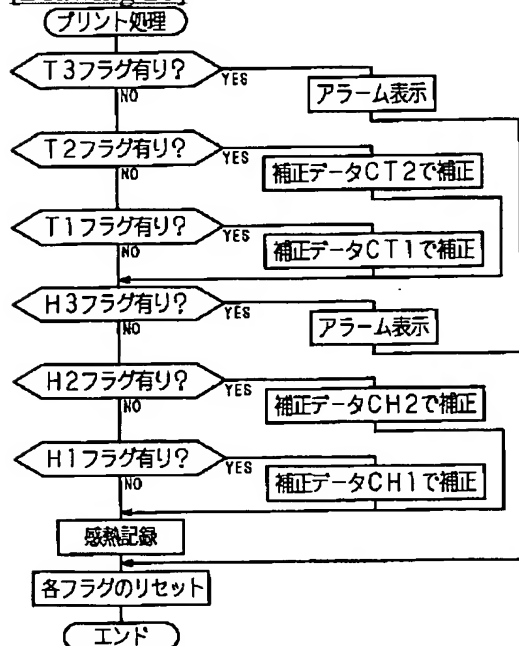 プリント処理
T3フラグ有り?
YES
NO
アラーム表示
T2フラグ有り?
YES
NO
補正データCT2で補正
T1フラグ有り?
YES
NO
補正データCT1で補正
H3フラグ有り?
YES
NO
アラーム表示
H2フラグ有り?
YES
NO
補正データCH2で補正
H1フラグ有り?
YES
NO
補正データCH1で補正
感熱記録
各フラグのリセット
エンド